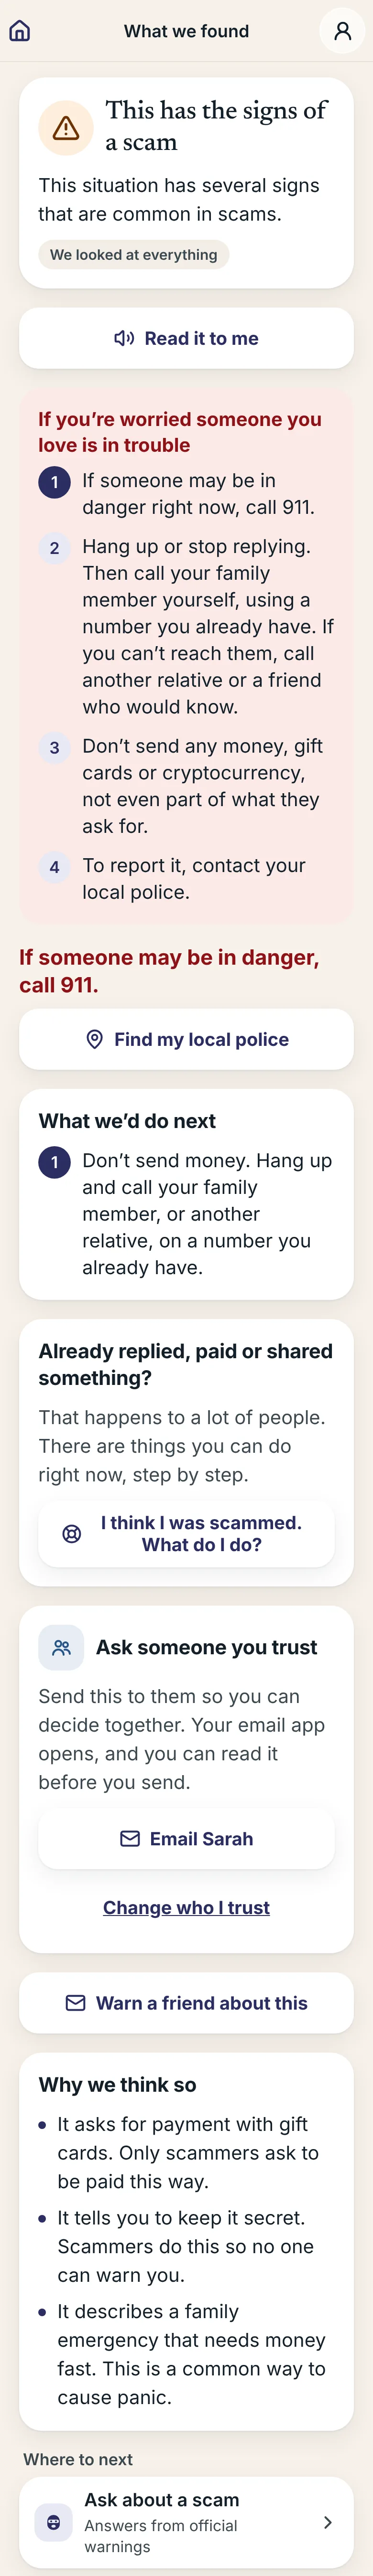 What we found
This has the signs of
a scam
This situation has several signs
that are common in scams.
We looked at everything
Read it to me
If you’re worried someone you
love is in trouble
1 If someone may be in
danger right now, call 911.
2 Hang up or stop replying.
Then call your family
member yourself, using a
number you already have. If
you can’t reach them, call
another relative or a friend
who would know.
3 Don’t send any money, gift
cards or cryptocurrency,
not even part of what they
ask for.
4 To report it, contact your
local police.
If someone may be in danger,
call 911.
Find my local police
What we’d do next
1 Don’t send money. Hang up
and call your family
member, or another
relative, on a number you
already have.
Already replied, paid or shared
something?
That happens to a lot of people.
There are things you can do
right now, step by step.
I think I was scammed.
What do I do?
Ask someone you trust
Send this to them so you can
decide together. Your email app
opens, and you can read it
before you send.
Email Sarah
Change who I trust
Warn a friend about this
Why we think so
• It asks for payment with gift
cards. Only scammers ask to
be paid this way.
• It tells you to keep it secret.
Scammers do this so no one
can warn you.
• It describes a family
emergency that needs money
fast. This is a common way to
cause panic.
Where to next
Ask about a scam
Answers from official
warnings